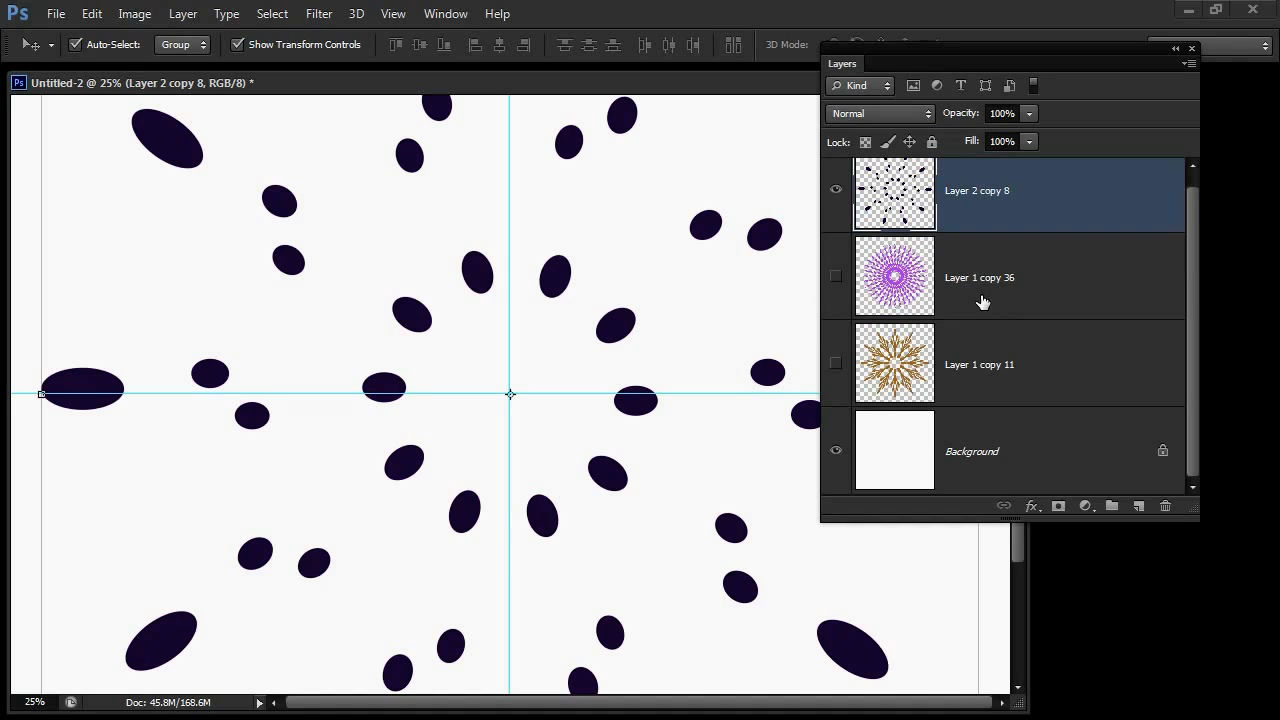 Ps File Edit Image Layer Type Select Filter 3D View Window Help
Auto-Select: Group Show Transform Controls 3D Mode:
Ps Untitled-2 @ 25% (Layer 2 copy 8, RGB/8) *
Layers
Kind
Normal Opacity: 100%
Lock: Fill: 100%
Layer 2 copy 8
Layer 1 copy 36
Layer 1 copy 11
Background
fx
25% Doc: 45.8M/168.6M